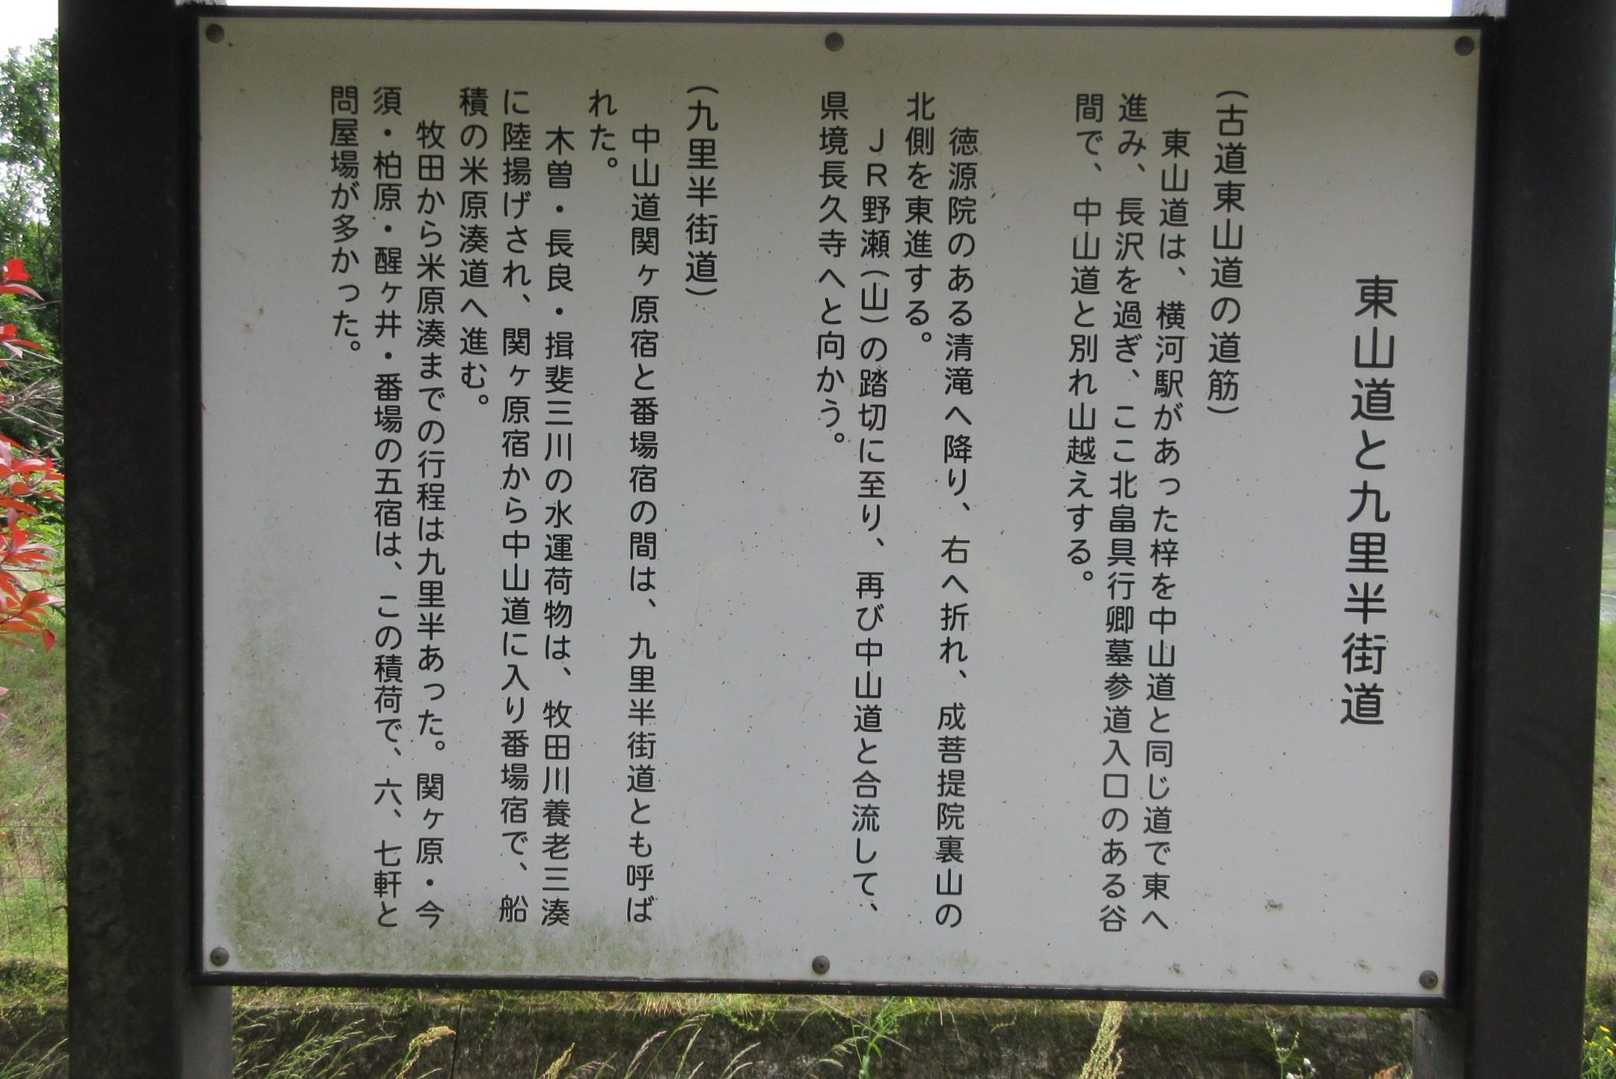 東山道と九里半街道
(古道東山道の道筋)
東山道は、横河駅があった梓を中山道と同じ道で東へ
進み、長沢を過ぎ、ここ北畠具行卿墓参道入口のある谷
間で、中山道と別れ山越えする。
徳源院のある清滝へ降り、右へ折れ、成菩提院裏山の
北側を東進する。
JR野瀬(山)の踏切に至り、再び中山道と合流して、
県境長久寺へと向かう。
(九里半街道)
中山道関ヶ原宿と番場宿の間は、九里半街道とも呼ば
れた。
木曽・長良・揖斐三川の水運荷物は、牧田川養老三湊
に陸揚げされ、関ヶ原宿から中山道に入り番場宿で、船
積の米原湊道へ進む。
牧田から米原湊までの行程は九里半あった。関ヶ原・今
須・柏原・醒ヶ井・番場の五宿は、この積荷で、六、七軒と
問屋場が多かった。